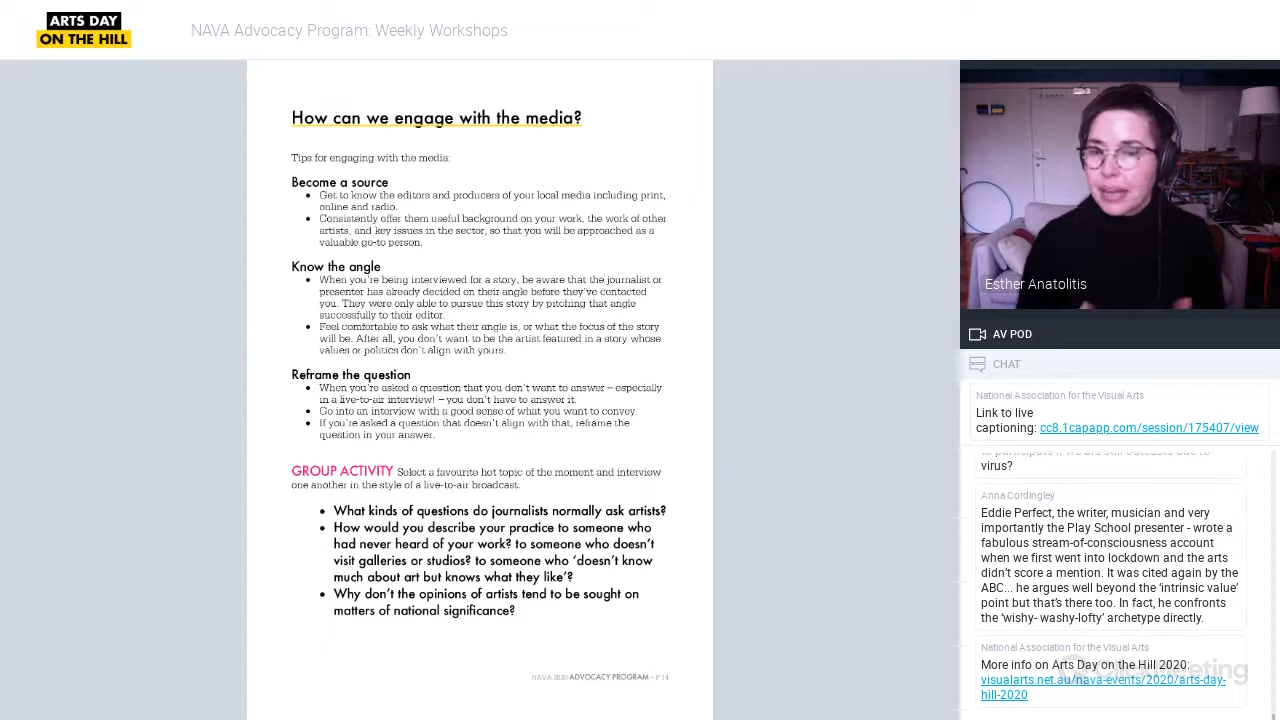 ARTS DAY
ON THE HILL
NAVA Advocacy Program: Weekly Workshops
How can we engage with the media?
Tips for engaging with the media:
Become a source
• Get to know the editors and producers of your local media including print,
online and radio.
• Consistently offer them useful background on your work, the work of other
artists, and key issues in the sector, so that you will be approached as a
valuable go-to person.
Know the angle
• When you're being interviewed for a story, be aware that the journalist or
presenter has already decided on their angle before they've contacted
you. They were only able to pursue this story by pitching that angle
successfully to their editor.
• Feel comfortable to ask what their angle is, or what the focus of the story
will be. After all, you don't want to be the artist featured in a story whose
values or politics don't align with yours.
Reframe the question
• When you're asked a question that you don't want to answer – especially
in a live-to-air interview! – you don't have to answer it.
• Go into an interview with a good sense of what you want to convey.
• If you're asked a question that doesn't align with that, reframe the
question in your answer.
GROUP ACTIVITY Select a favourite hot topic of the moment and interview
one another in the style of a live-to-air broadcast:
• What kinds of questions do journalists normally ask artists?
• How would you describe your practice to someone who
had never heard of your work? to someone who doesn't
visit galleries or studios? to someone who 'doesn't know
much about art but knows what they like'?
• Why don't the opinions of artists tend to be sought on
matters of national significance?
NAVA 2020 ADVOCACY PROGRAM – P.14
Esther Anatolitis
AV POD
CHAT
National Association for the Visual Arts
Link to live
captioning: cc8.1capapp.com/session/175407/view
to participate if we are still outcasts due to
virus?
Anna Cordingley
Eddie Perfect, the writer, musician and very
importantly the Play School presenter - wrote a
fabulous stream-of-consciousness account
when we first went into lockdown and the arts
didn't score a mention. It was cited again by the
ABC... he argues well beyond the 'intrinsic value'
point but that's there too. In fact, he confronts
the 'wishy- washy-lofty' archetype directly.
National Association for the Visual Arts
More info on Arts Day on the Hill 2020:
visualarts.net.au/nava-events/2020/arts-day-
hill-2020
ClickMeeting